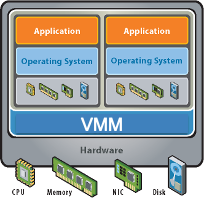 Application Application
Operating System Operating System
VMM
Hardware
CPU Memory NIC Disk